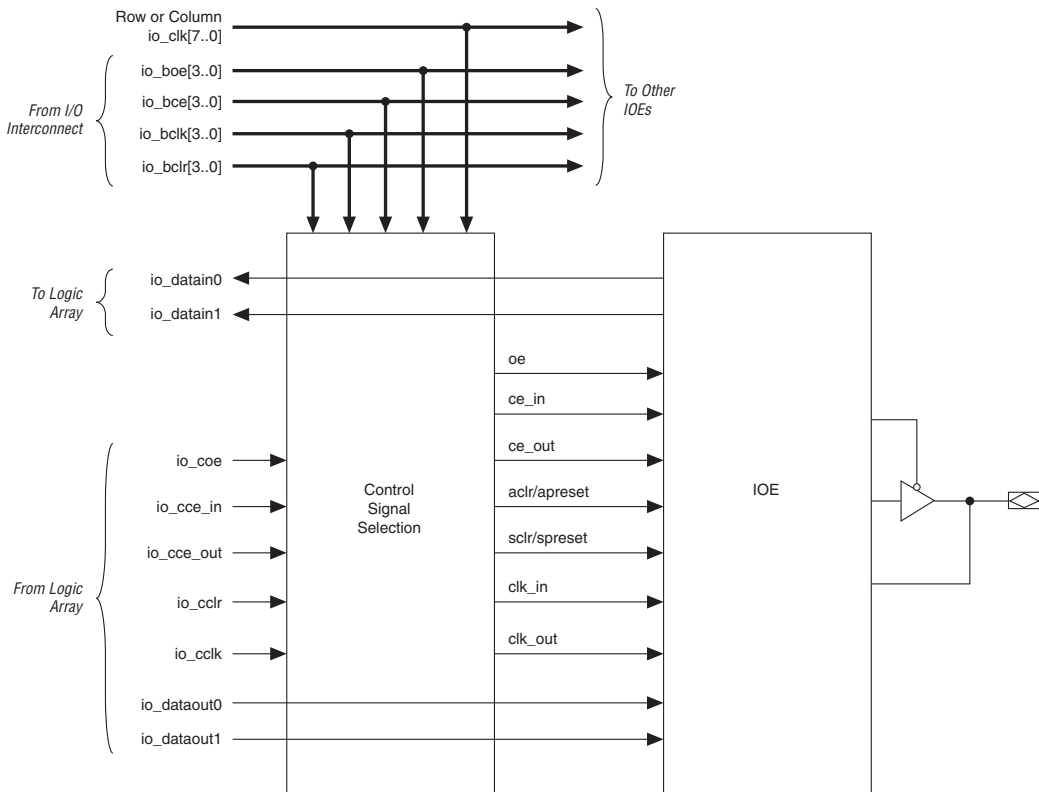 Row or Column
io_clk[7..0]
io_boe[3..0]
io_bce[3..0]
io_bclk[3..0]
io_bclr[3..0]
From I/O
Interconnect
To Other
IOEs
To Logic
Array
io_datain0
io_datain1
oe
ce_in
ce_out
aclr/apreset
sclr/spreset
clk_in
clk_out
From Logic
Array
io_coe
io_cce_in
io_cce_out
io_cclr
io_cclk
io_dataout0
io_dataout1
Control
Signal
Selection
IOE